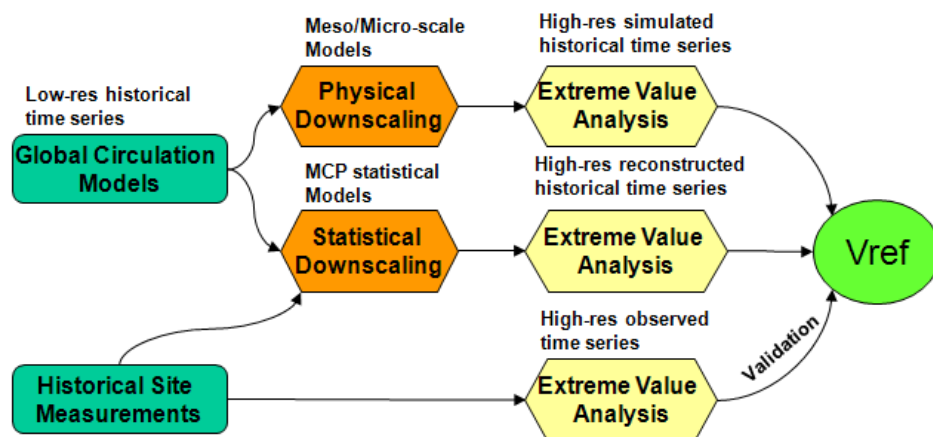 Meso/Micro-scale
Models
High-res simulated
historical time series
Low-res historical
time series
Physical
Downscaling
Extreme Value
Analysis
Global Circulation
Models
MCP statistical
Models
High-res reconstructed
historical time series
Statistical
Downscaling
Extreme Value
Analysis
Vref
High-res observed
time series
Validation
Historical Site
Measurements
Extreme Value
Analysis